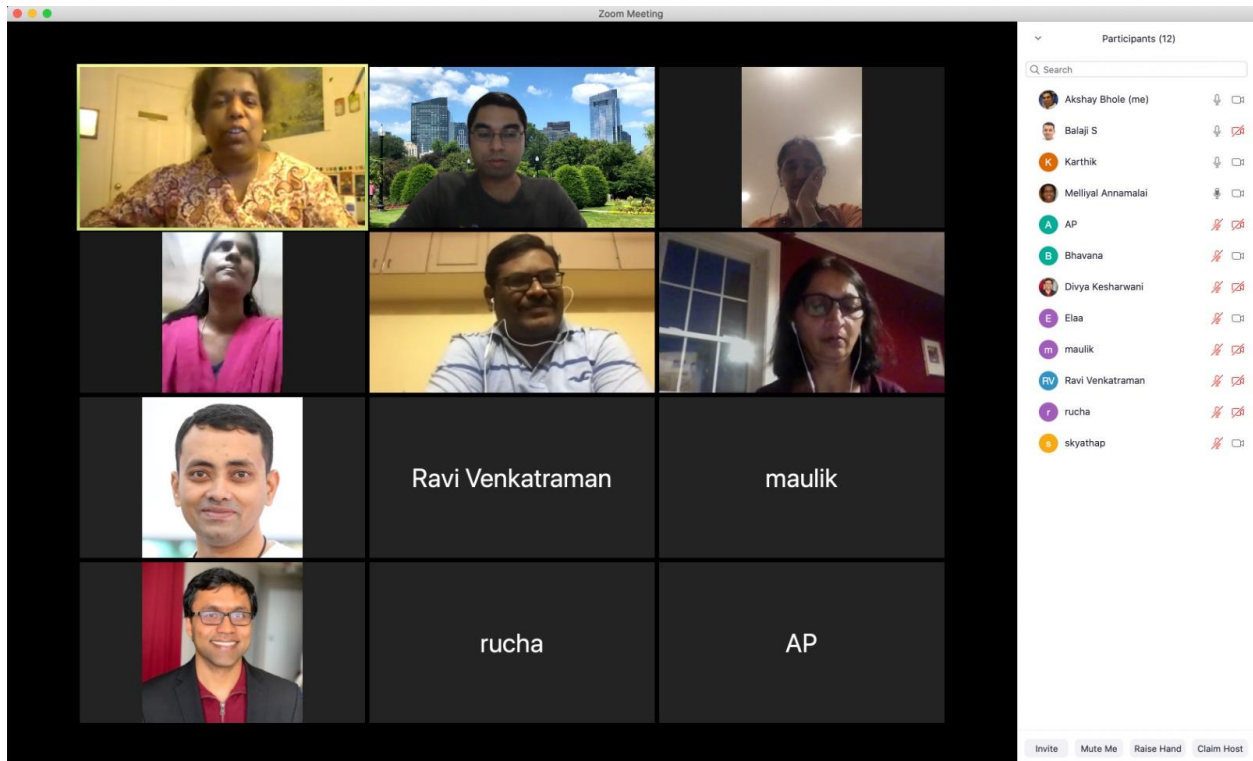 Zoom Meeting
Ravi Venkatraman
maulik
rucha
AP
Participants (12)
Search
Akshay Bhole (me)
Balaji S
K Karthik
Melliyal Annamalai
A AP
B Bhavana
Divya Kesharwani
E Elaa
m maulik
RV Ravi Venkatraman
r rucha
s skyathap
Invite Mute Me Raise Hand Claim Host